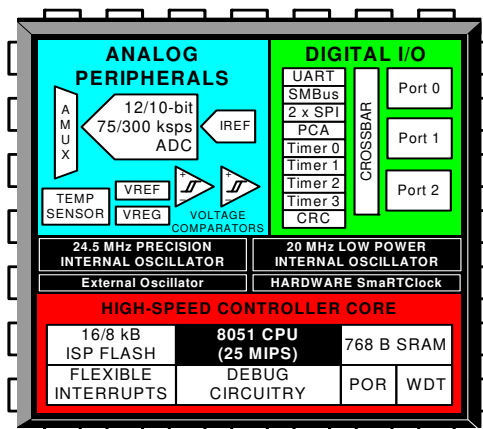 ANALOG
PERIPHERALS
AMUX
12/10-bit
75/300 ksps
ADC
IREF
TEMP
SENSOR
VREF
VREG
+
–
+
–
VOLTAGE
COMPARATORS
DIGITAL I/O
UART
SMBus
2 x SPI
PCA
Timer 0
Timer 1
Timer 2
Timer 3
CRC
CROSSBAR
Port 0
Port 1
Port 2
24.5 MHz PRECISION
INTERNAL OSCILLATOR
20 MHz LOW POWER
INTERNAL OSCILLATOR
External Oscillator
HARDWARE SmaRTClock
HIGH-SPEED CONTROLLER CORE
16/8 kB
ISP FLASH
8051 CPU
(25 MIPS)
768 B SRAM
FLEXIBLE
INTERRUPTS
DEBUG
CIRCUITRY
POR
WDT